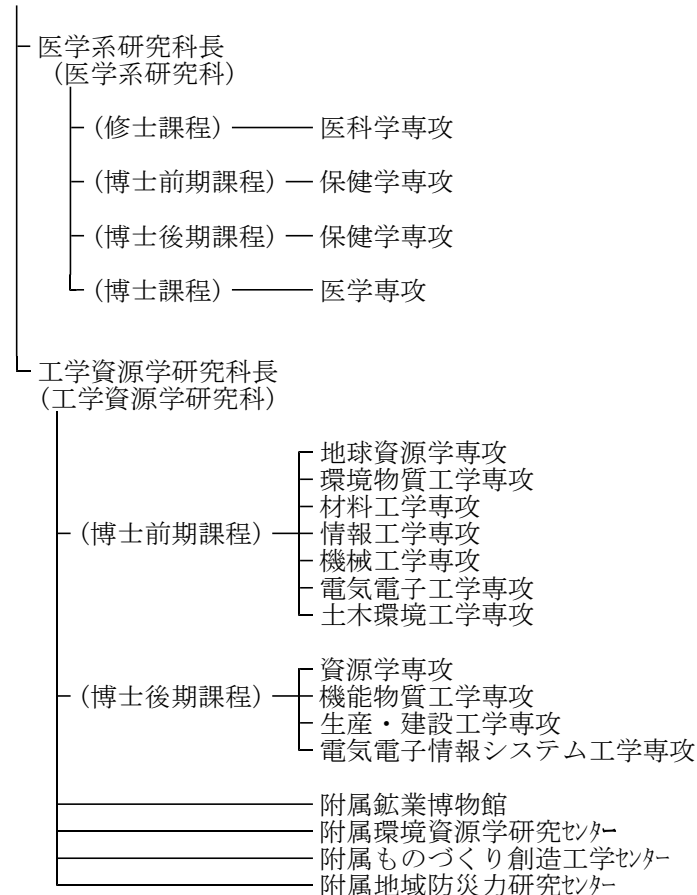 医学系研究科長
(医学系研究科)
(修士課程) 医科学専攻
(博士前期課程) 保健学専攻
(博士後期課程) 保健学専攻
(博士課程) 医学専攻
工学資源学研究科長
(工学資源学研究科)
地球資源学専攻
環境物質工学専攻
材料工学専攻
(博士前期課程) 情報工学専攻
機械工学専攻
電気電子工学専攻
土木環境工学専攻
資源学専攻
(博士後期課程) 機能物質工学専攻
生産・建設工学専攻
電気電子情報システム工学専攻
附属鉱業博物館
附属環境資源学研究ｾﾝﾀｰ
附属ものづくり創造工学ｾﾝﾀｰ
附属地域防災力研究ｾﾝﾀｰ